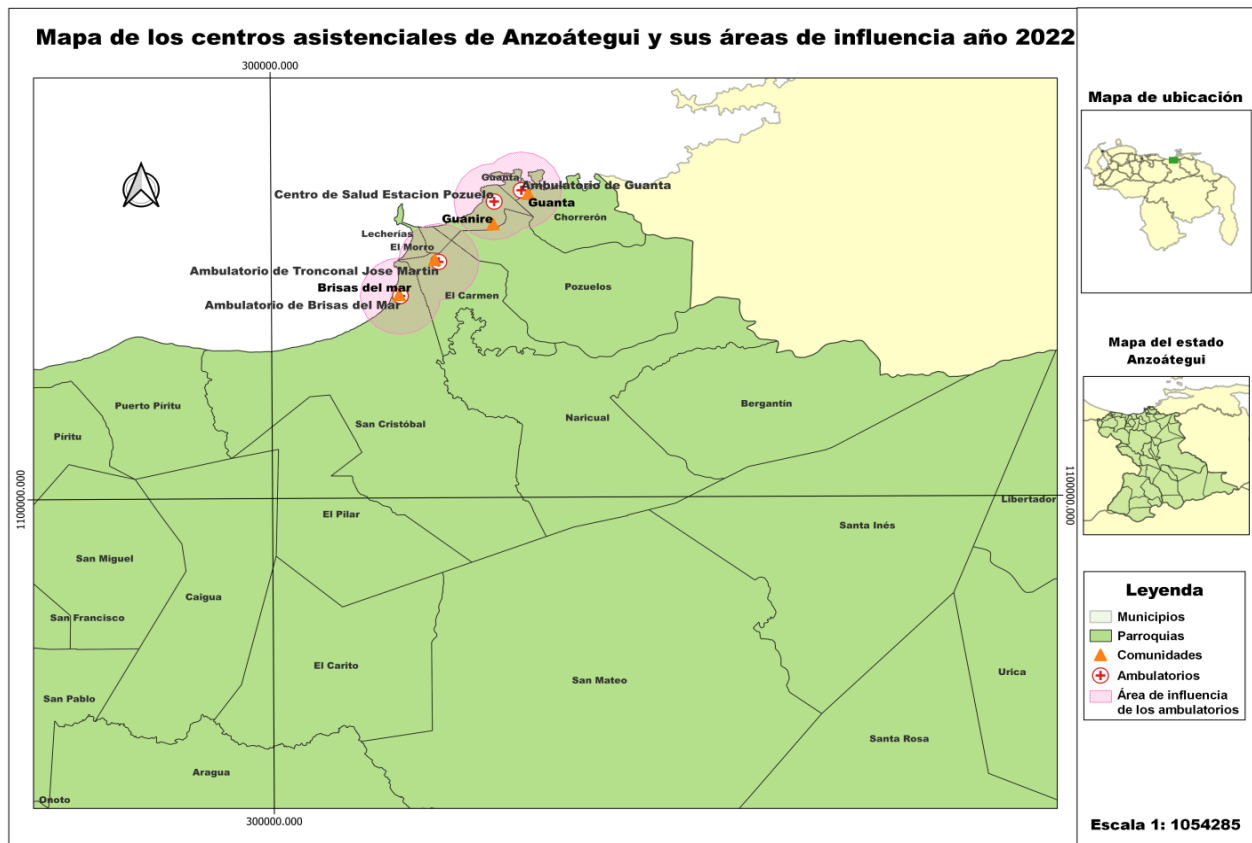 Mapa de los centros asistenciales de Anzoátegui y sus áreas de influencia año 2022
300000.000
Mapa de ubicación
Guanta
Ambulatorio de Guanta
Centro de Salud Estacion Pozuelo
Guanta
Guanire
Chorrerón
Lecherías
El Morro
Ambulatorio de Tronconal Jose Martin
Brisas del mar
Pozuelos
El Carmen
Ambulatorio de Brisas del Mar
Mapa del estado
Anzoátegui
Puerto Píritu
Bergantín
Naricual
San Cristóbal
Píritu
1100000.000
1100000.000
Libertador
El Pilar
Santa Inés
San Miguel
Caigua
San Francisco
El Carito
San Mateo
Urica
San Pablo
Santa Rosa
Aragua
Onoto
300000.000
Leyenda
Municipios
Parroquias
Comunidades
Ambulatorios
Área de influencia
de los ambulatorios
Escala 1: 1054285